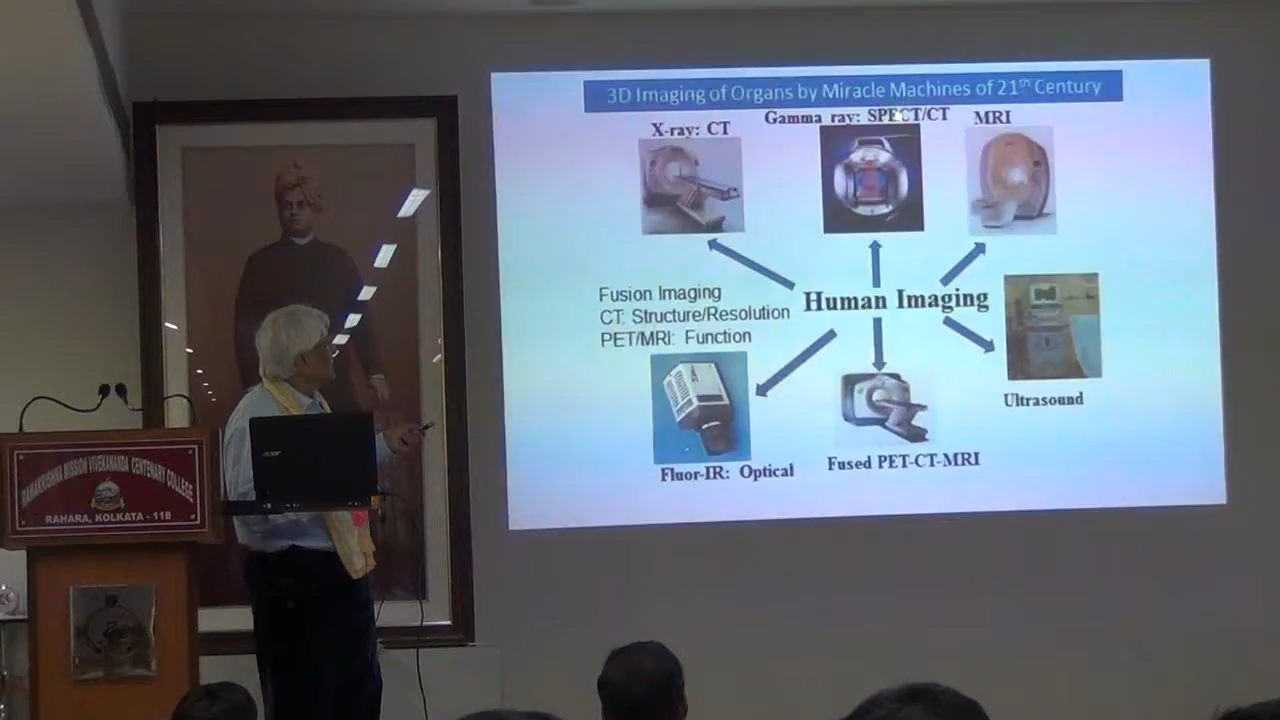 3D Imaging of Organs by Miracle Machines of 21th Century
X-ray: CT
Gamma ray: SPECT/CT
MRI
Fusion Imaging
CT: Structure/Resolution
PET/MRI: Function
Human Imaging
Ultrasound
Fluor-IR: Optical
Fused PET-CT-MRI
acer
RAMAKRISHNA MISSION VIVEKANANDA CENTENARY COLLEGE
RAHARA, KOLKATA - 118